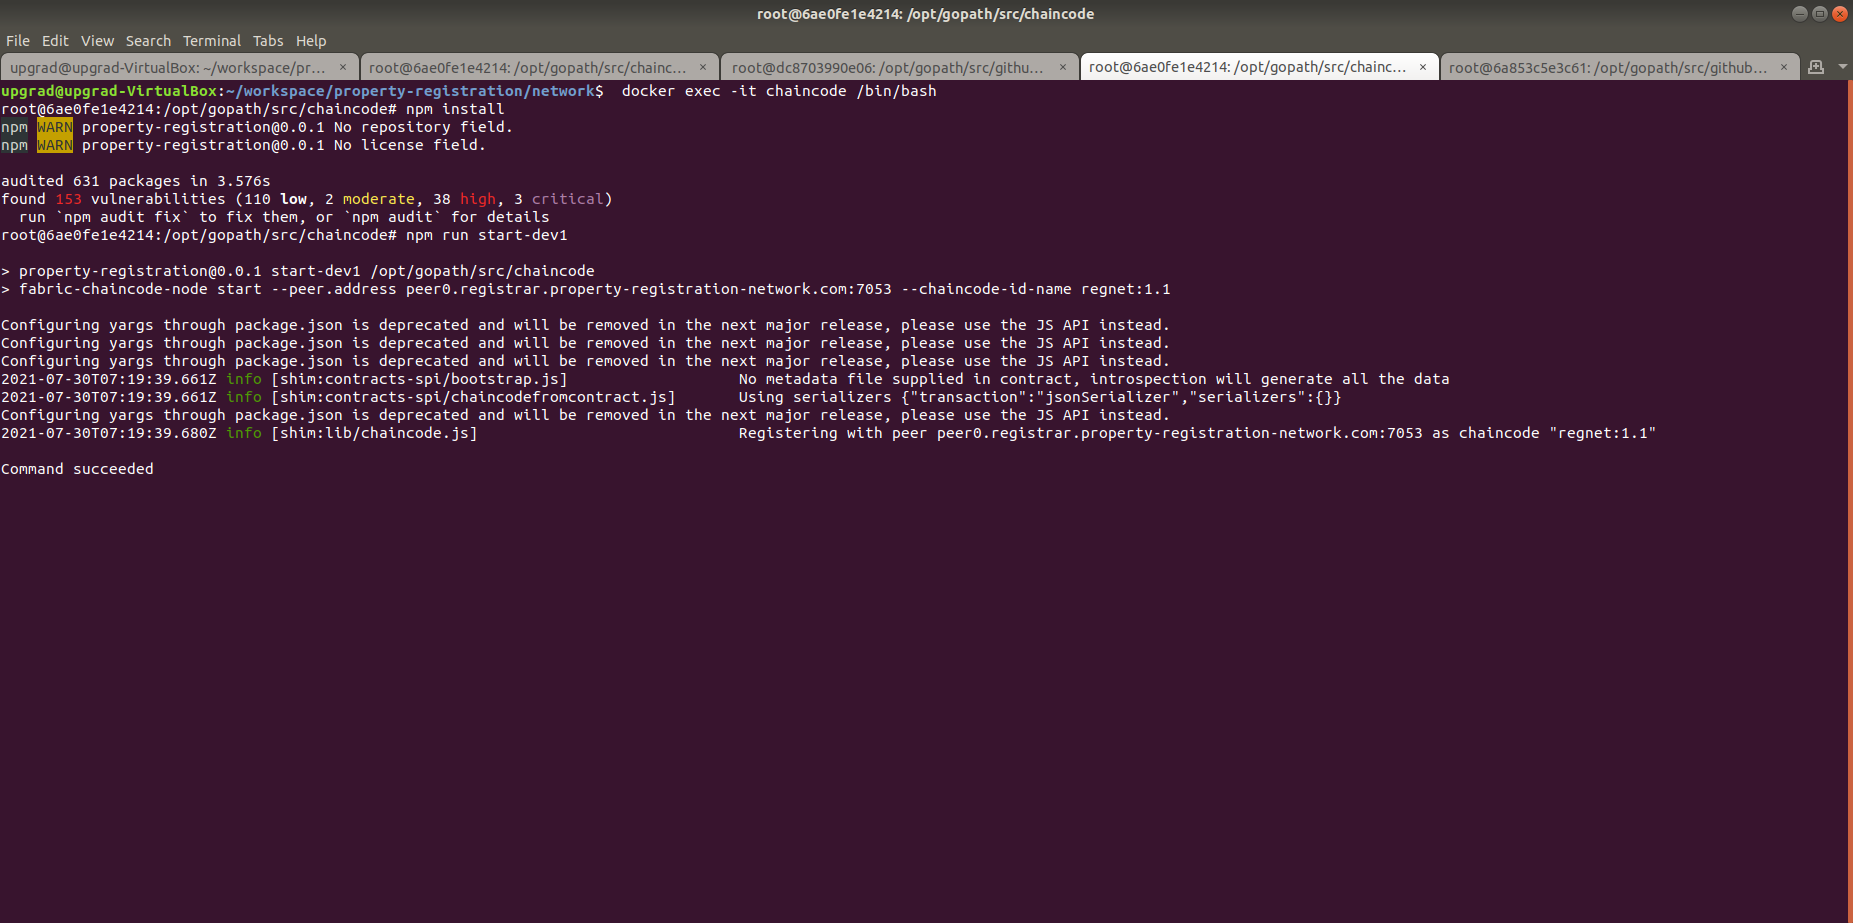 root@6ae0fe1e4214: /opt/gopath/src/chaincode
File Edit View Search Terminal Tabs Help
upgrad@upgrad-VirtualBox: ~/workspace/pr... × root@6ae0fe1e4214: /opt/gopath/src/chainc... × root@dc8703990e06: /opt/gopath/src/githu... × root@6ae0fe1e4214: /opt/gopath/src/chainc... × root@6a853c5e3c61: /opt/gopath/src/github... ×
upgrad@upgrad-VirtualBox:~/workspace/property-registration/network$  docker exec -it chaincode /bin/bash
root@6ae0fe1e4214:/opt/gopath/src/chaincode# npm install
npm WARN property-registration@0.0.1 No repository field.
npm WARN property-registration@0.0.1 No license field.
audited 631 packages in 3.576s
found 153 vulnerabilities (110 low, 2 moderate, 38 high, 3 critical)
  run `npm audit fix` to fix them, or `npm audit` for details
root@6ae0fe1e4214:/opt/gopath/src/chaincode# npm run start-dev1
> property-registration@0.0.1 start-dev1 /opt/gopath/src/chaincode
> fabric-chaincode-node start --peer.address peer0.registrar.property-registration-network.com:7053 --chaincode-id-name regnet:1.1
Configuring yargs through package.json is deprecated and will be removed in the next major release, please use the JS API instead.
Configuring yargs through package.json is deprecated and will be removed in the next major release, please use the JS API instead.
Configuring yargs through package.json is deprecated and will be removed in the next major release, please use the JS API instead.
2021-07-30T07:19:39.661Z info [shim:contracts-spi/bootstrap.js]                   No metadata file supplied in contract, introspection will generate all the data
2021-07-30T07:19:39.661Z info [shim:contracts-spi/chaincodefromcontract.js]       Using serializers {"transaction":"jsonSerializer","serializers":{}}
Configuring yargs through package.json is deprecated and will be removed in the next major release, please use the JS API instead.
2021-07-30T07:19:39.680Z info [shim:lib/chaincode.js]                             Registering with peer peer0.registrar.property-registration-network.com:7053 as chaincode "regnet:1.1"
Command succeeded